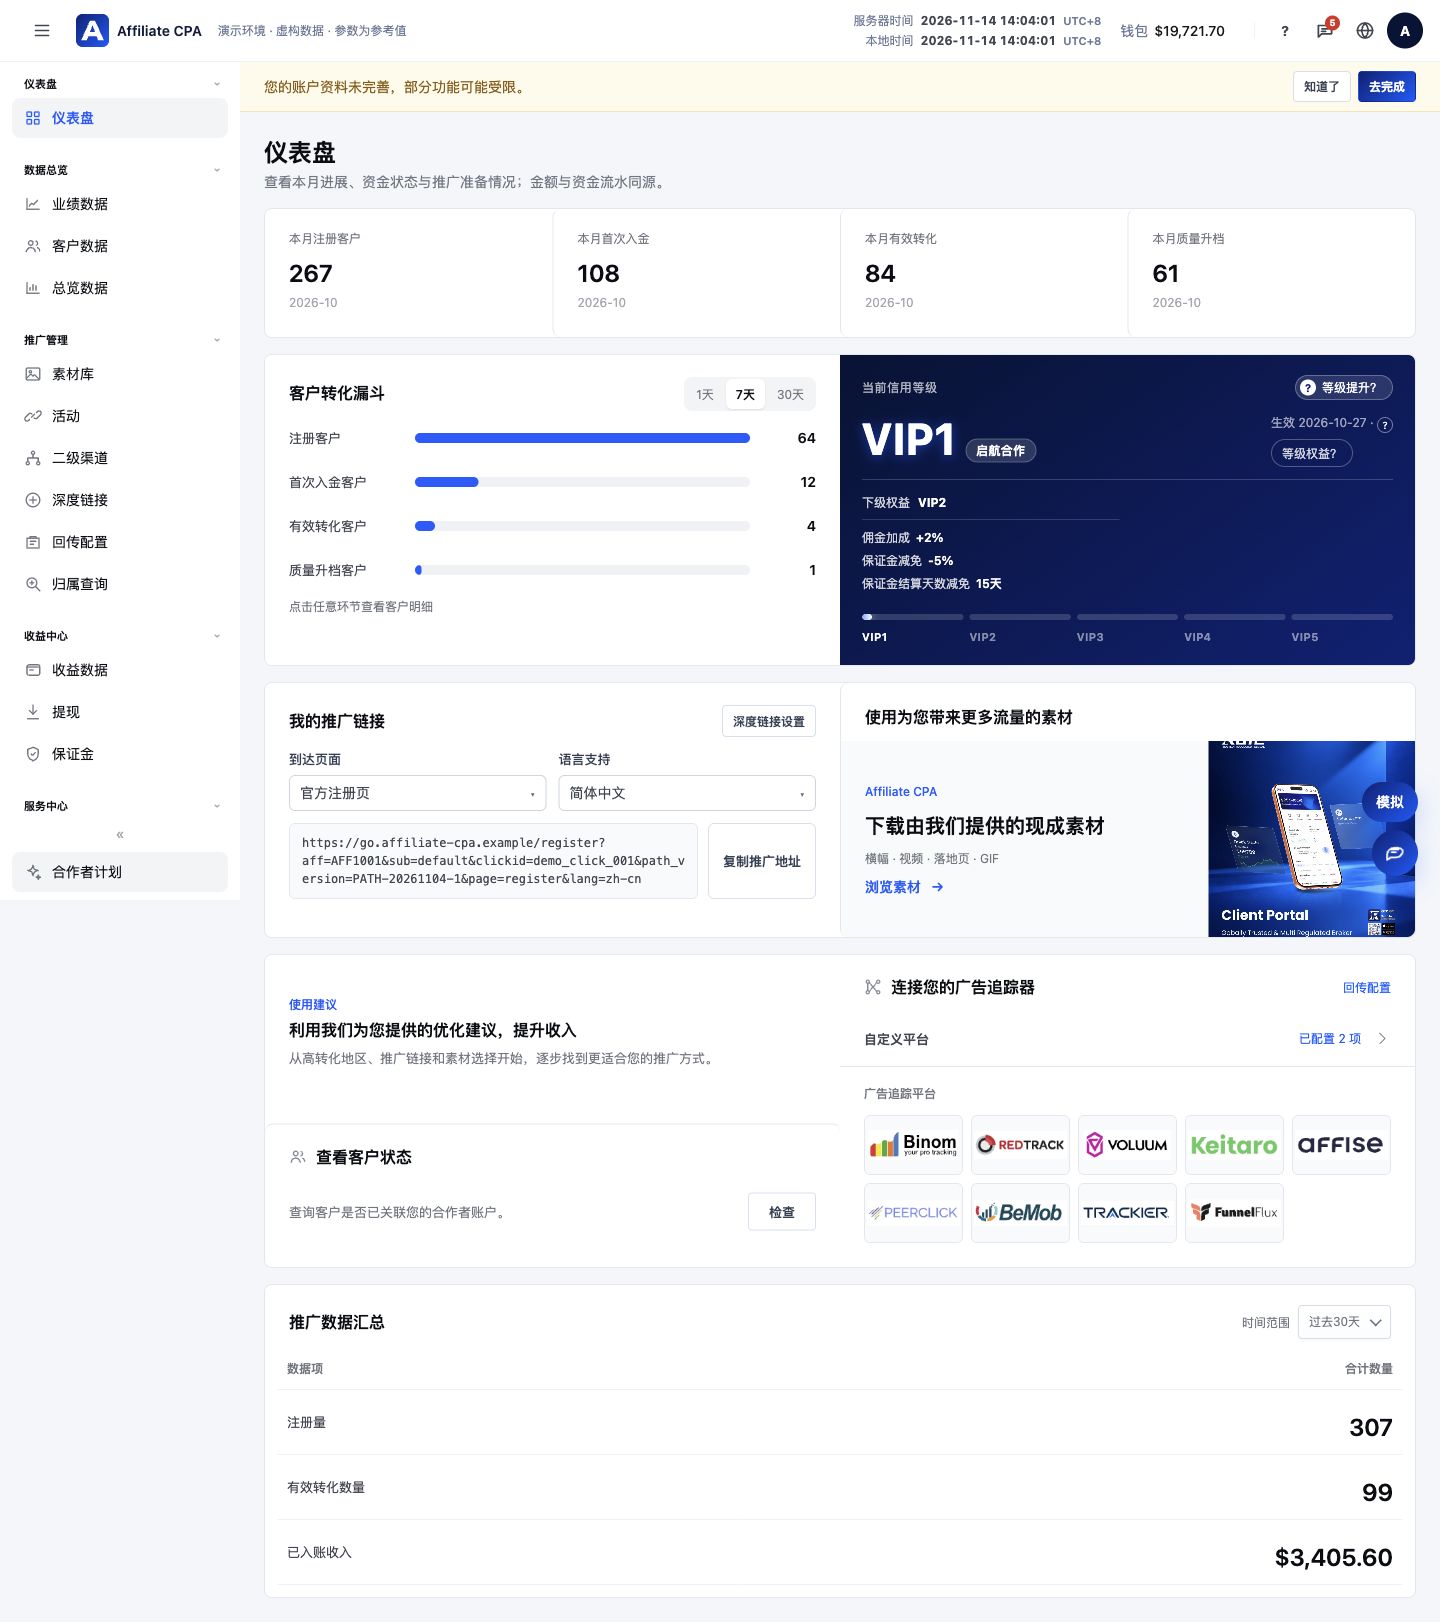 Affiliate CPA
演示环境 · 虚构数据 · 参数为参考值
服务器时间 2026-11-14 14:04:01 UTC+8
本地时间 2026-11-14 14:04:01 UTC+8
钱包 $19,721.70
?
5
A
仪表盘
仪表盘
数据总览
业绩数据
客户数据
总览数据
推广管理
素材库
活动
二级渠道
深度链接
回传配置
归属查询
收益中心
收益数据
提现
保证金
服务中心
«
合作者计划
您的账户资料未完善，部分功能可能受限。
知道了
去完成
仪表盘
查看本月进展、资金状态与推广准备情况；金额与资金流水同源。
本月注册客户
267
2026-10
本月首次入金
108
2026-10
本月有效转化
84
2026-10
本月质量升档
61
2026-10
客户转化漏斗
1天 7天 30天
注册客户 64
首次入金客户 12
有效转化客户 4
质量升档客户 1
点击任意环节查看客户明细
当前信用等级
? 等级提升?
VIP1 启航合作
生效 2026-10-27 · ?
等级权益?
下级权益 VIP2
佣金加成 +2%
保证金减免 -5%
保证金结算天数减免 15天
VIP1 VIP2 VIP3 VIP4 VIP5
我的推广链接
深度链接设置
到达页面
官方注册页
语言支持
简体中文
https://go.affiliate-cpa.example/register?
aff=AFF1001&sub=default&clickid=demo_click_001&path_v
ersion=PATH-20261104-1&page=register&lang=zh-cn
复制推广地址
使用为您带来更多流量的素材
Affiliate CPA
下载由我们提供的现成素材
横幅 · 视频 · 落地页 · GIF
浏览素材 →
Client Portal
Globally Trusted & Multi Regulated Broker
模拟
使用建议
利用我们为您提供的优化建议，提升收入
从高转化地区、推广链接和素材选择开始，逐步找到更适合您的推广方式。
查看客户状态
查询客户是否已关联您的合作者账户。
检查
连接您的广告追踪器
回传配置
自定义平台
已配置 2 项
广告追踪平台
Binom
your pro tracking
REDTRACK
VOLUUM
Keitaro
AFFISE
PEERCLICK
BeMob
TRACKIER
FunnelFlux
推广数据汇总
时间范围 过去30天
数据项 合计数量
注册量 307
有效转化数量 99
已入账收入 $3,405.60